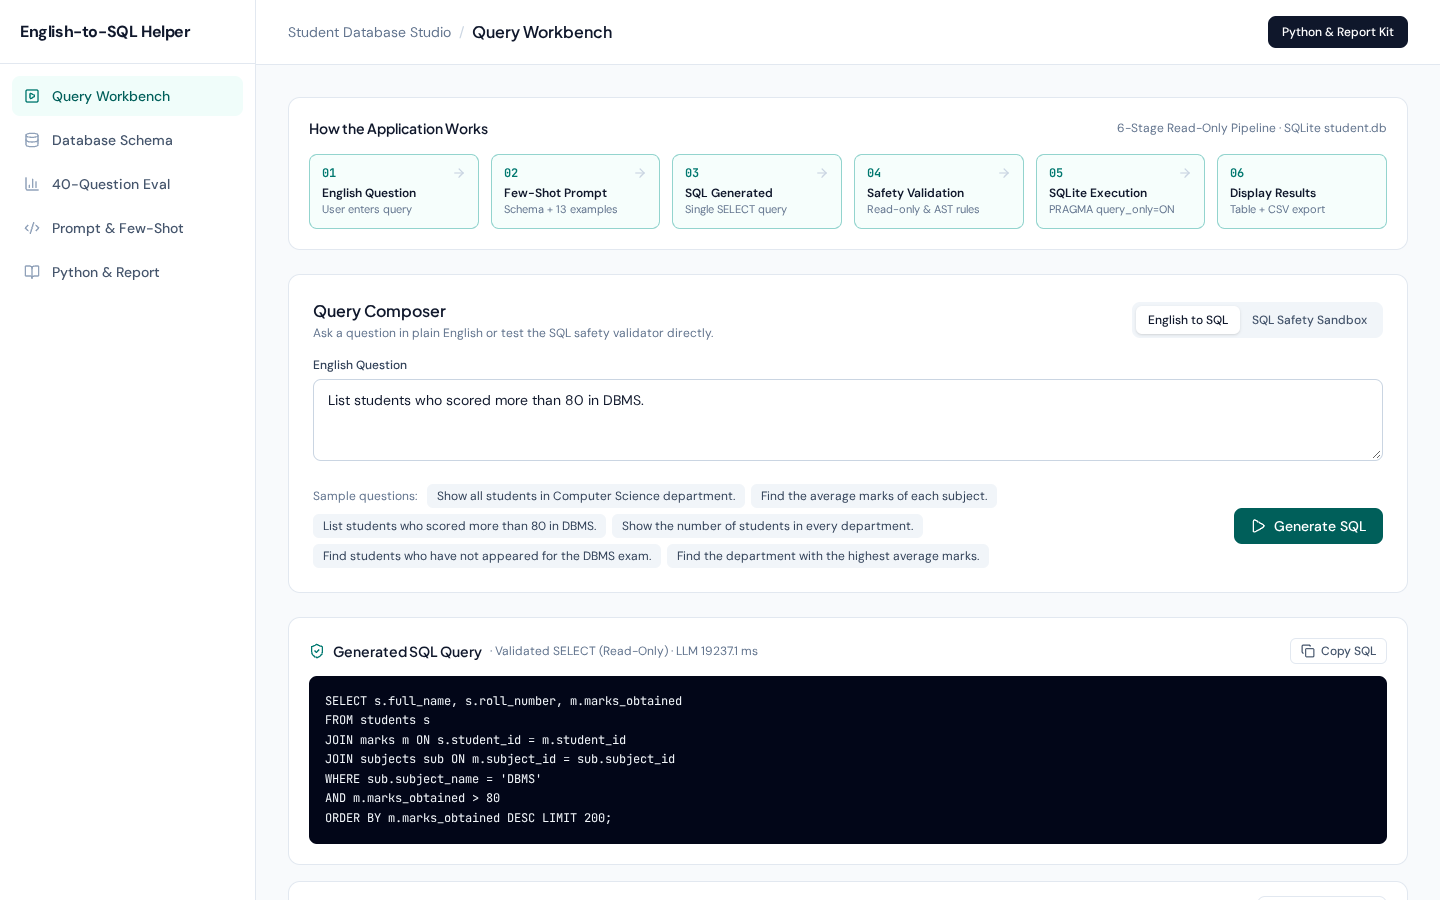 English-to-SQL Helper
Query Workbench
Database Schema
40-Question Eval
Prompt & Few-Shot
Python & Report
Student Database Studio / Query Workbench
Python & Report Kit
How the Application Works
6-Stage Read-Only Pipeline · SQLite student.db
01
English Question
User enters query
02
Few-Shot Prompt
Schema + 13 examples
03
SQL Generated
Single SELECT query
04
Safety Validation
Read-only & AST rules
05
SQLite Execution
PRAGMA query_only=ON
06
Display Results
Table + CSV export
Query Composer
Ask a question in plain English or test the SQL safety validator directly.
English to SQL
SQL Safety Sandbox
English Question
List students who scored more than 80 in DBMS.
Sample questions:
Show all students in Computer Science department.
Find the average marks of each subject.
List students who scored more than 80 in DBMS.
Show the number of students in every department.
Find students who have not appeared for the DBMS exam.
Find the department with the highest average marks.
Generate SQL
Generated SQL Query · Validated SELECT (Read-Only) · LLM 19237.1 ms
Copy SQL
SELECT s.full_name, s.roll_number, m.marks_obtained
FROM students s
JOIN marks m ON s.student_id = m.student_id
JOIN subjects sub ON m.subject_id = sub.subject_id
WHERE sub.subject_name = 'DBMS'
AND m.marks_obtained > 80
ORDER BY m.marks_obtained DESC LIMIT 200;